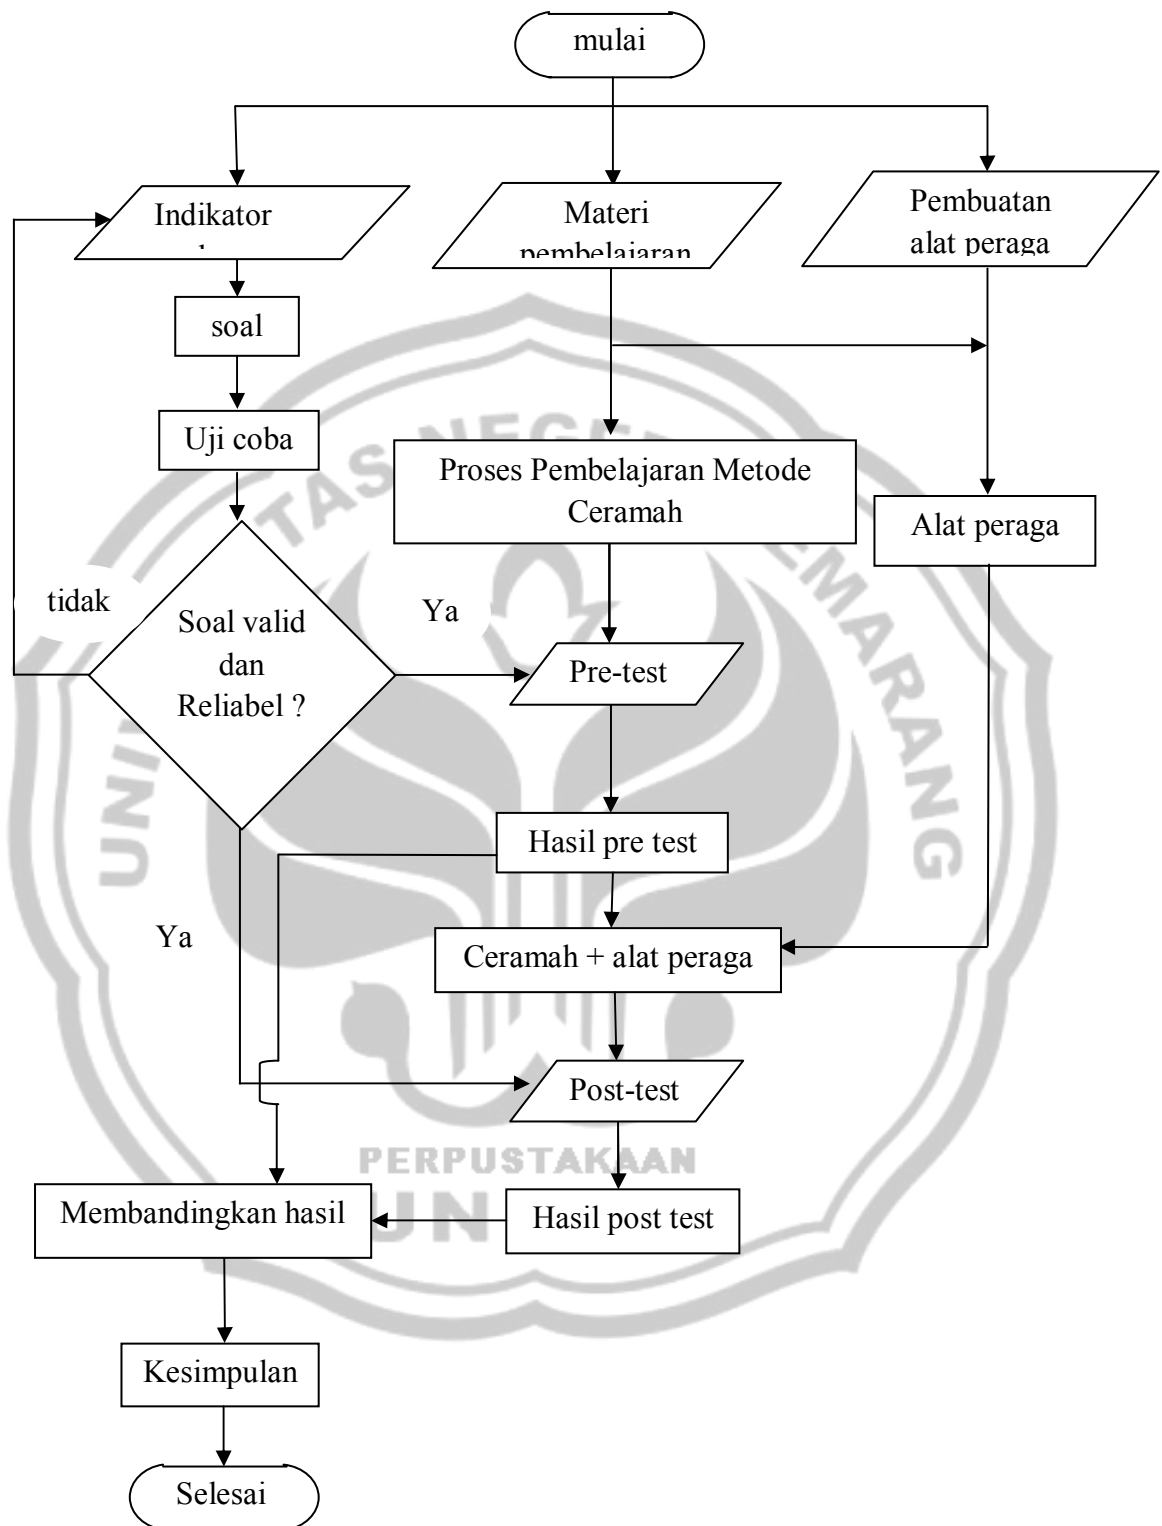 mulai
Indikator
Materi
pembelajaran
Pembuatan
alat peraga
soal
Uji coba
Proses Pembelajaran Metode
Ceramah
Alat peraga
tidak
Soal valid
dan
Reliabel ?
Ya
Pre-test
Hasil pre test
Ya
Ceramah + alat peraga
Post-test
Membandingkan hasil
Hasil post test
Kesimpulan
Selesai
PERPUSTAKAAN